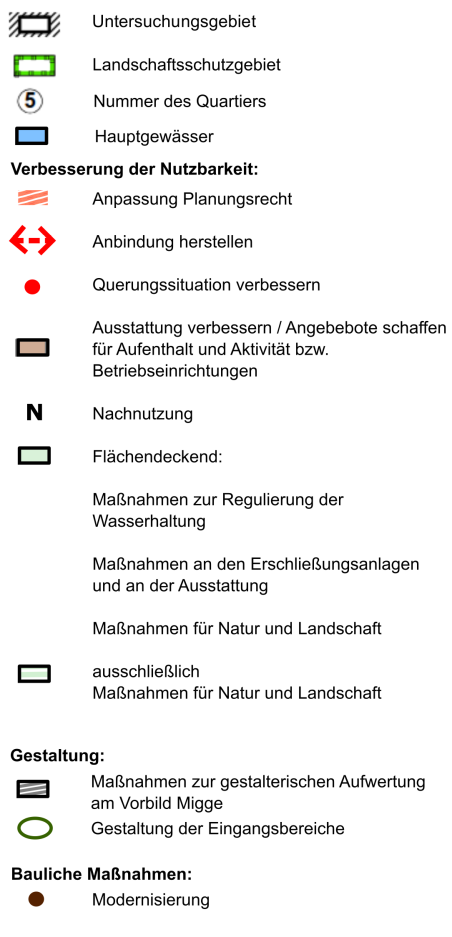 Untersuchungsgebiet
Landschaftsschutzgebiet
5 Nummer des Quartiers
Hauptgewässer
Verbesserung der Nutzbarkeit:
Anpassung Planungsrecht
Anbindung herstellen
Querungssituation verbessern
Ausstattung verbessern / Angebebote schaffen
für Aufenthalt und Aktivität bzw.
Betriebseinrichtungen
N Nachnutzung
Flächendeckend:
Maßnahmen zur Regulierung der
Wasserhaltung
Maßnahmen an den Erschließungsanlagen
und an der Ausstattung
Maßnahmen für Natur und Landschaft
ausschließlich
Maßnahmen für Natur und Landschaft
Gestaltung:
Maßnahmen zur gestalterischen Aufwertung
am Vorbild Migge
Gestaltung der Eingangsbereiche
Bauliche Maßnahmen:
Modernisierung